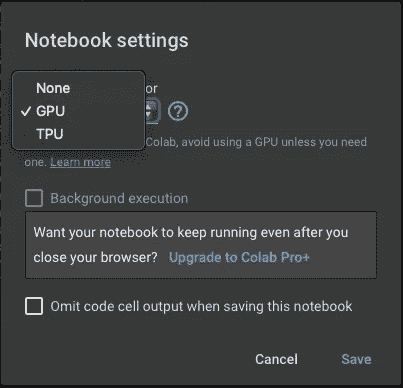 Notebook settings
None
or
✓ GPU
?
TPU
Colab, avoid using a GPU unless you need
one. Learn more
Background execution
Want your notebook to keep running even after you
close your browser? Upgrade to Colab Pro+
Omit code cell output when saving this notebook
Cancel Save